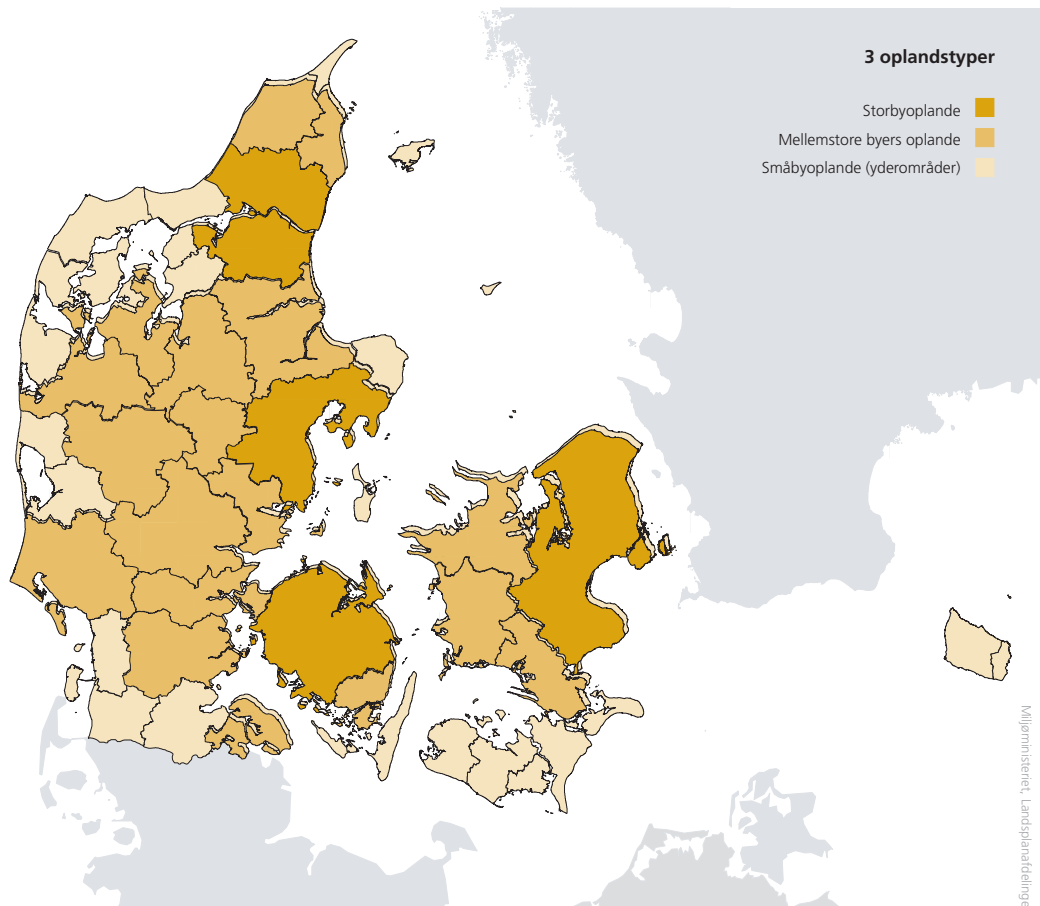 3 oplandstyper
Storbyoplande
Mellemstore byers oplande
Småbyoplande (yderområder)
Miljøministeriet, Landsplanafdelinge